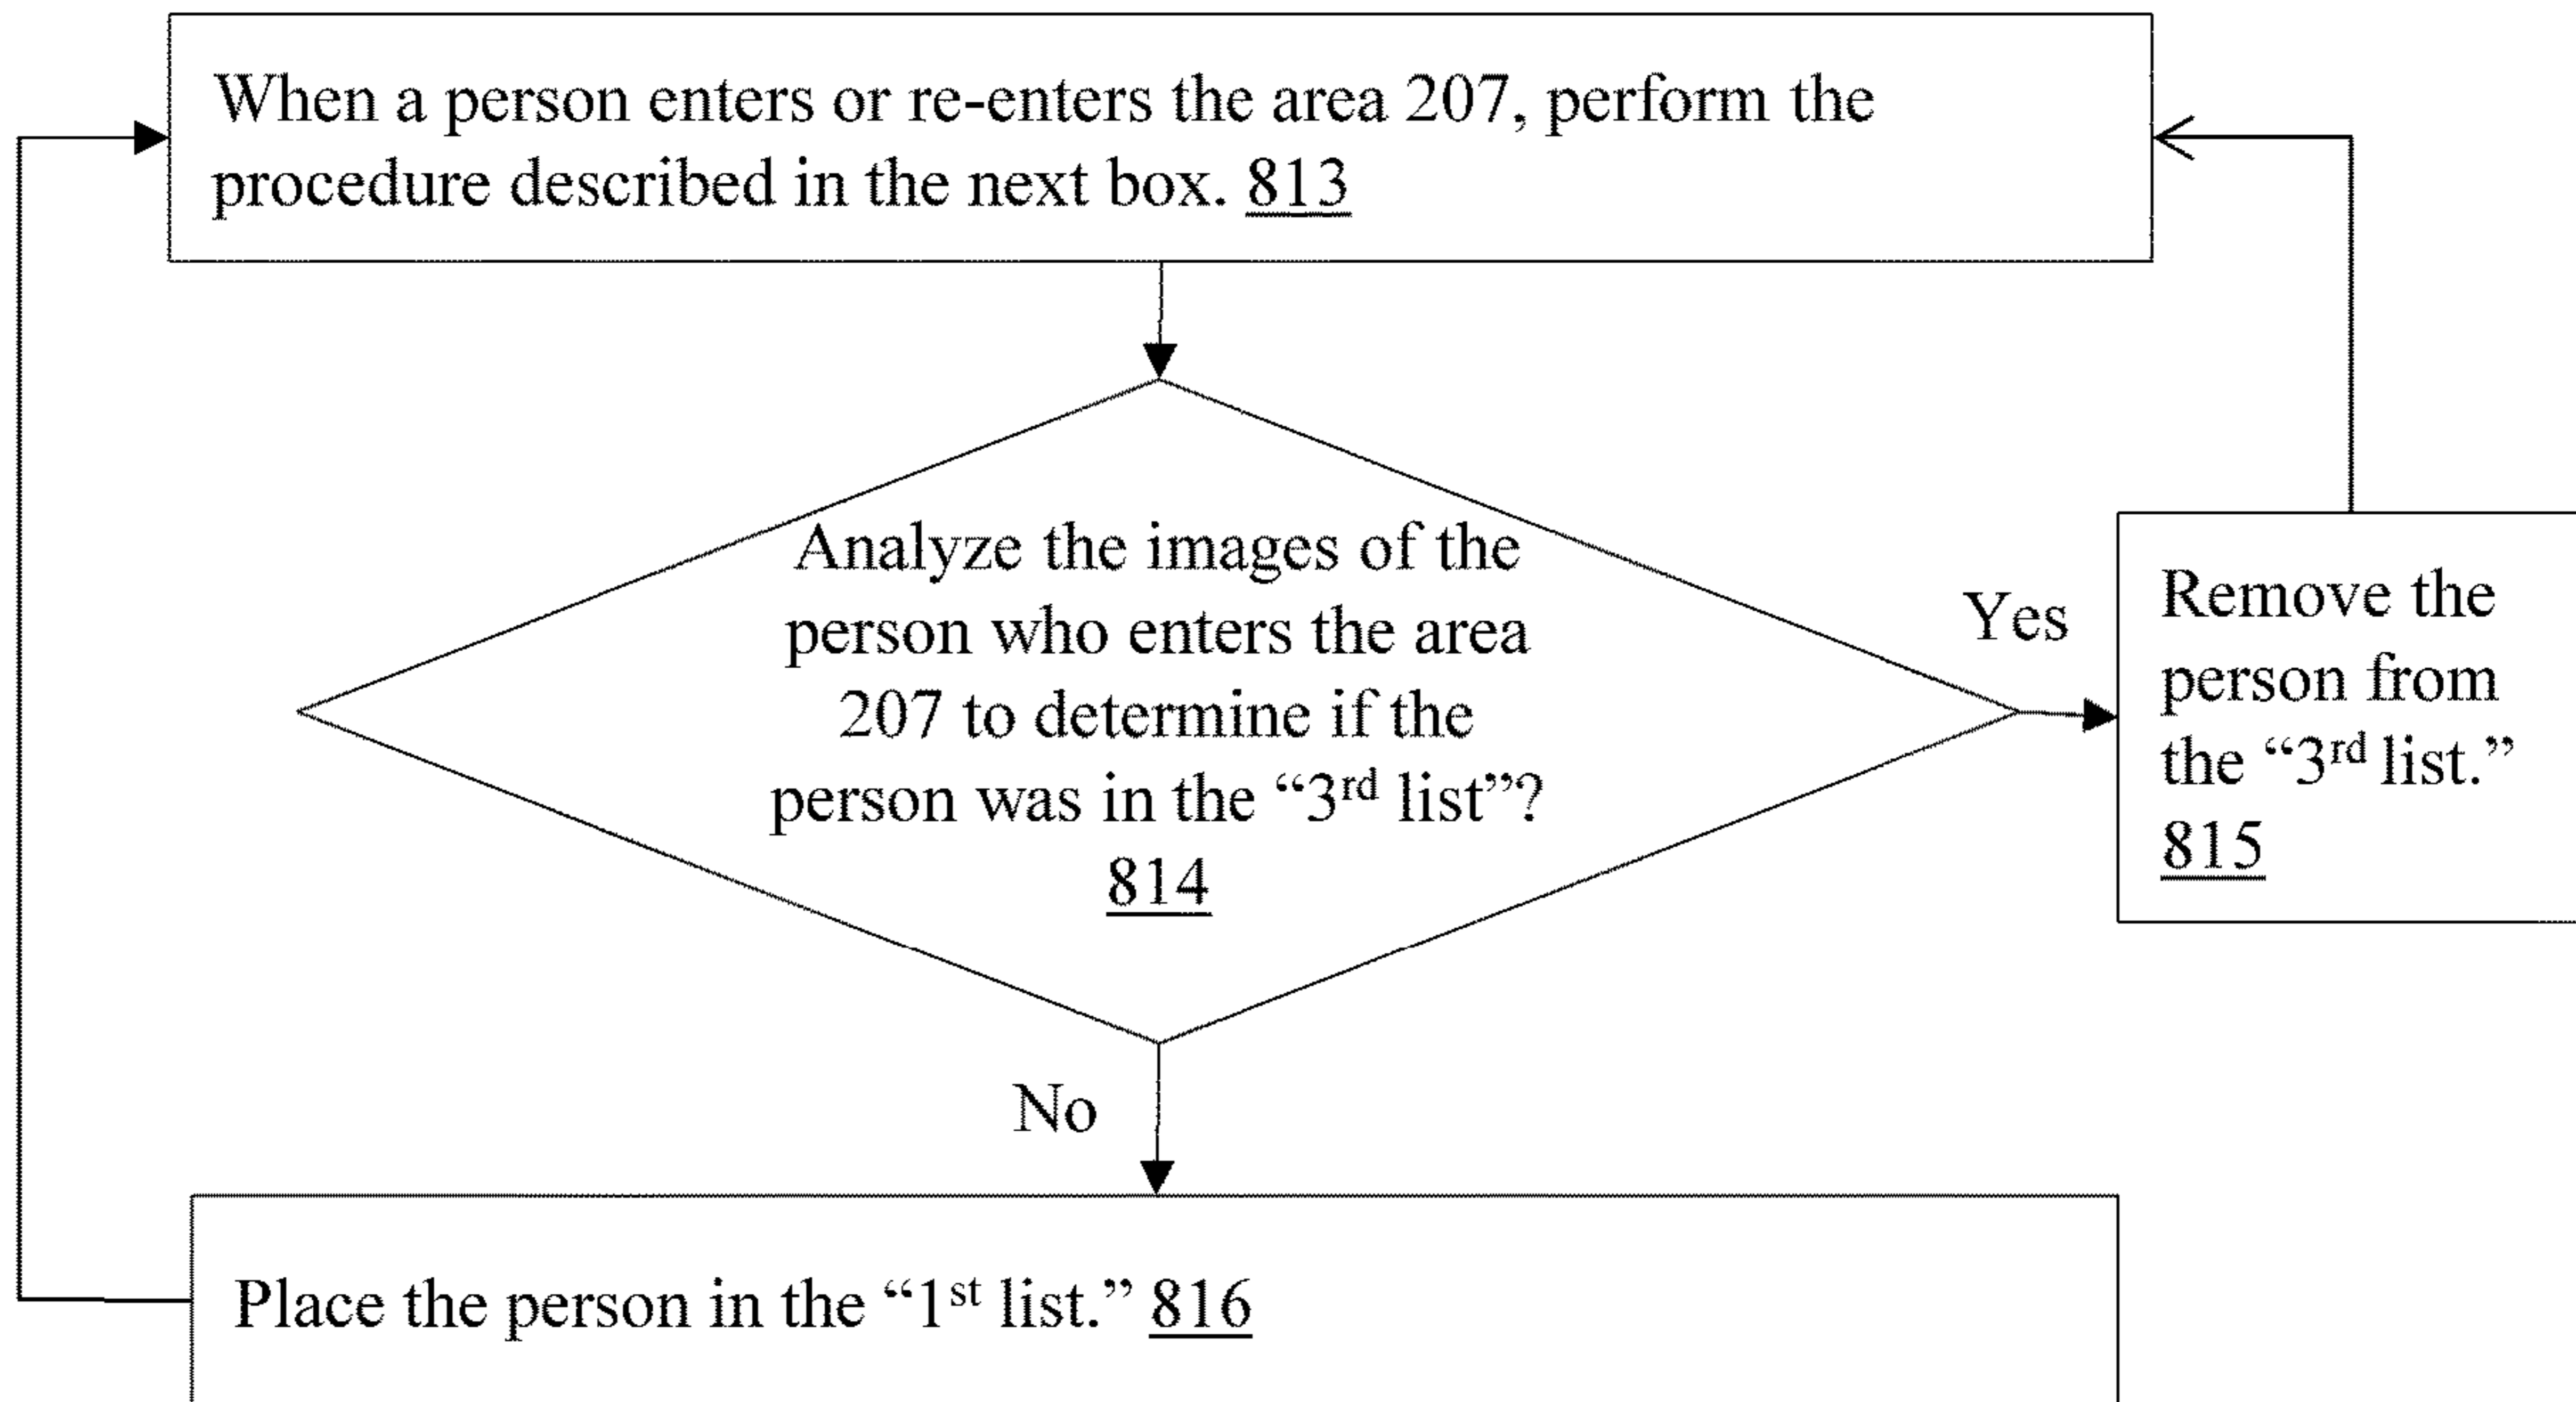 When a person enters or re-enters the area 207, perform the
procedure described in the next box. 813
Analyze the images of the
person who enters the area
207 to determine if the
person was in the “3rd list”?
814
Yes
Remove the
person from
the “3rd list.”
815
No
Place the person in the “1st list.” 816